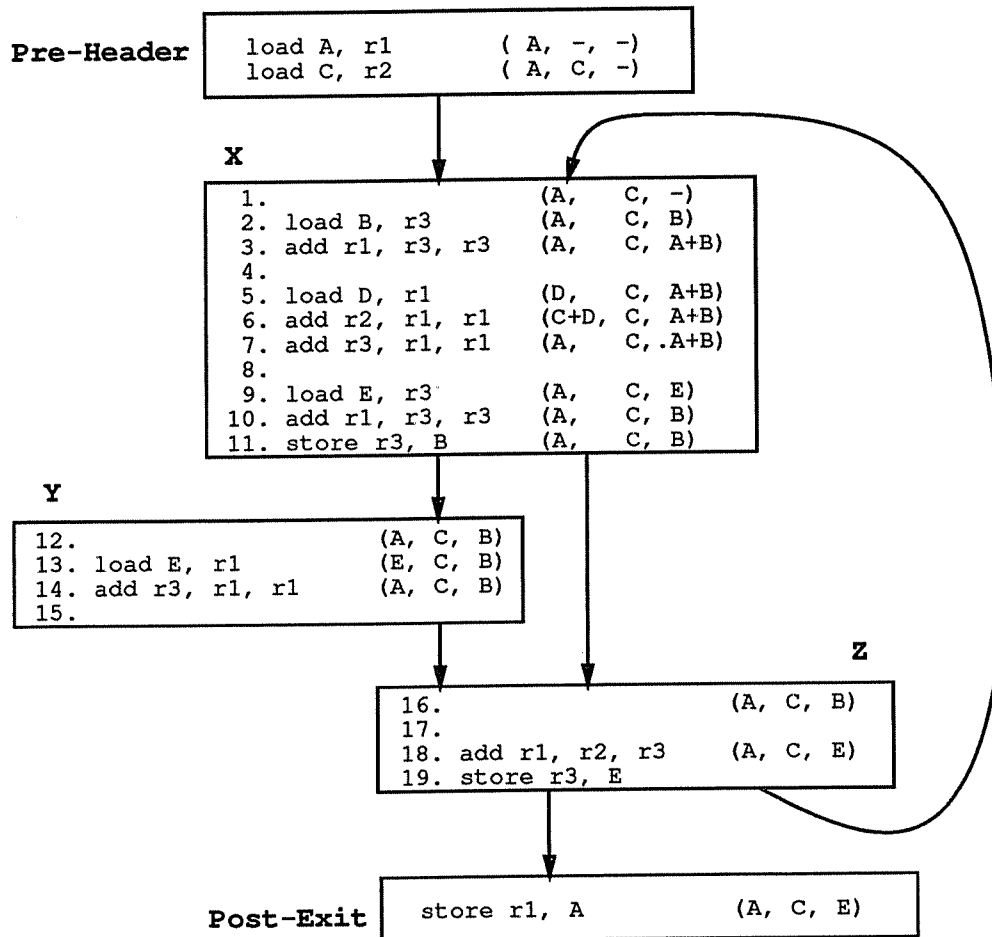 Pre-Header
load A, r1 ( A, -, -)
load C, r2 ( A, C, -)
X
1. (A, C, -)
2. load B, r3 (A, C, B)
3. add r1, r3, r3 (A, C, A+B)
4.
5. load D, r1 (D, C, A+B)
6. add r2, r1, r1 (C+D, C, A+B)
7. add r3, r1, r1 (A, C,.A+B)
8.
9. load E, r3 (A, C, E)
10. add r1, r3, r3 (A, C, B)
11. store r3, B (A, C, B)
Y
12. (A, C, B)
13. load E, r1 (E, C, B)
14. add r3, r1, r1 (A, C, B)
15.
Z
16. (A, C, B)
17.
18. add r1, r2, r3 (A, C, E)
19. store r3, E
Post-Exit
store r1, A (A, C, E)